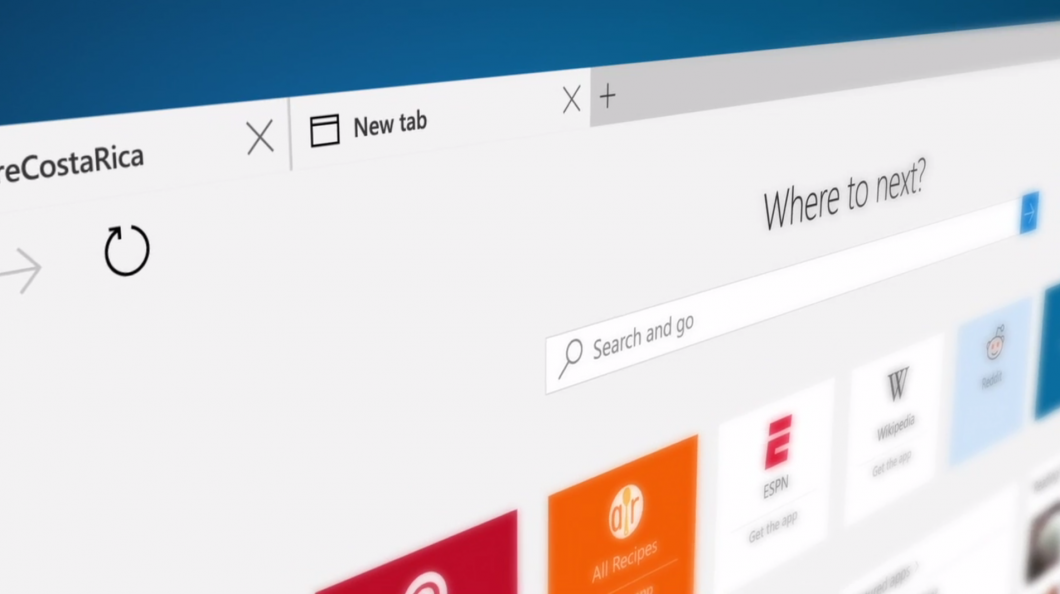 reCostaRica
New tab
Where to next?
Search and go
Reddit
Wikipedia
Get the app
ESPN
Get the app
All Recipes